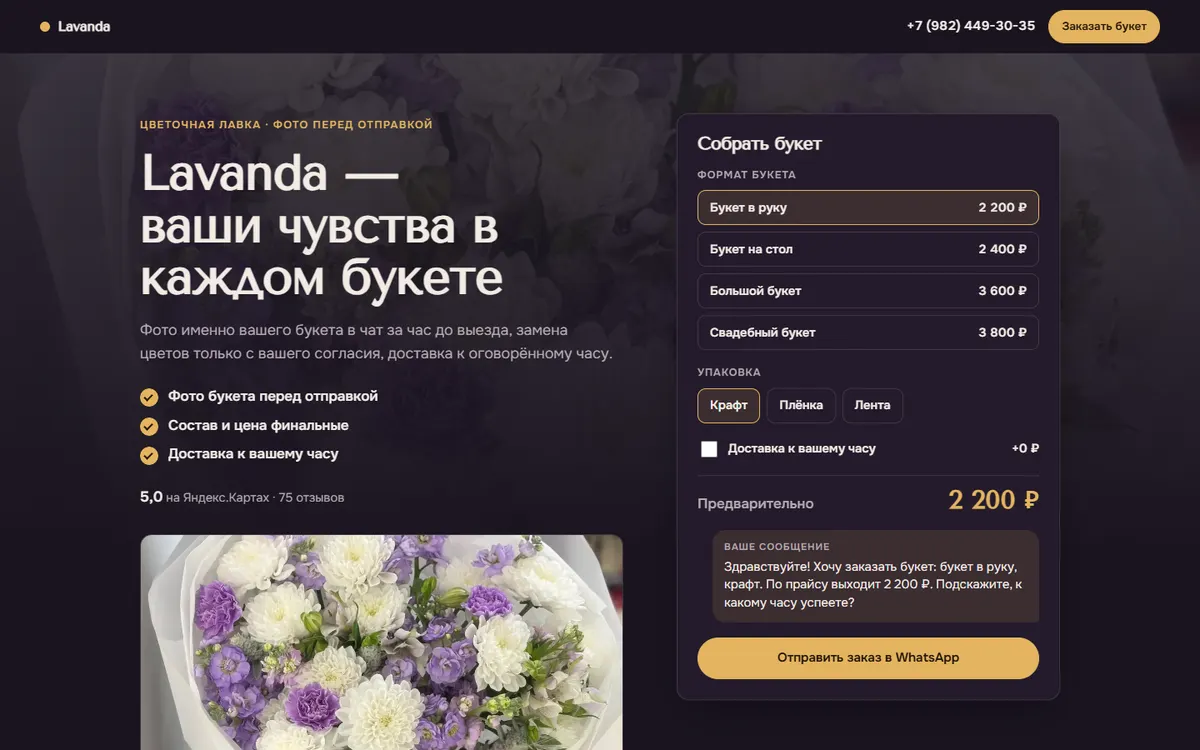 Lavanda
+7 (982) 449-30-35
Заказать букет
ЦВЕТОЧНАЯ ЛАВКА · ФОТО ПЕРЕД ОТПРАВКОЙ
Lavanda —
ваши чувства в
каждом букете
Фото именно вашего букета в чат за час до выезда, замена
цветов только с вашего согласия, доставка к оговорённому часу.
Фото букета перед отправкой
Состав и цена финальные
Доставка к вашему часу
5,0 на Яндекс.Картах · 75 отзывов
Собрать букет
ФОРМАТ БУКЕТА
Букет в руку 2 200 ₽
Букет на стол 2 400 ₽
Большой букет 3 600 ₽
Свадебный букет 3 800 ₽
УПАКОВКА
Крафт Плёнка Лента
Доставка к вашему часу +0 ₽
Предварительно 2 200 ₽
ВАШЕ СООБЩЕНИЕ
Здравствуйте! Хочу заказать букет: букет в руку,
крафт. По прайсу выходит 2 200 ₽. Подскажите, к
какому часу успеете?
Отправить заказ в WhatsApp